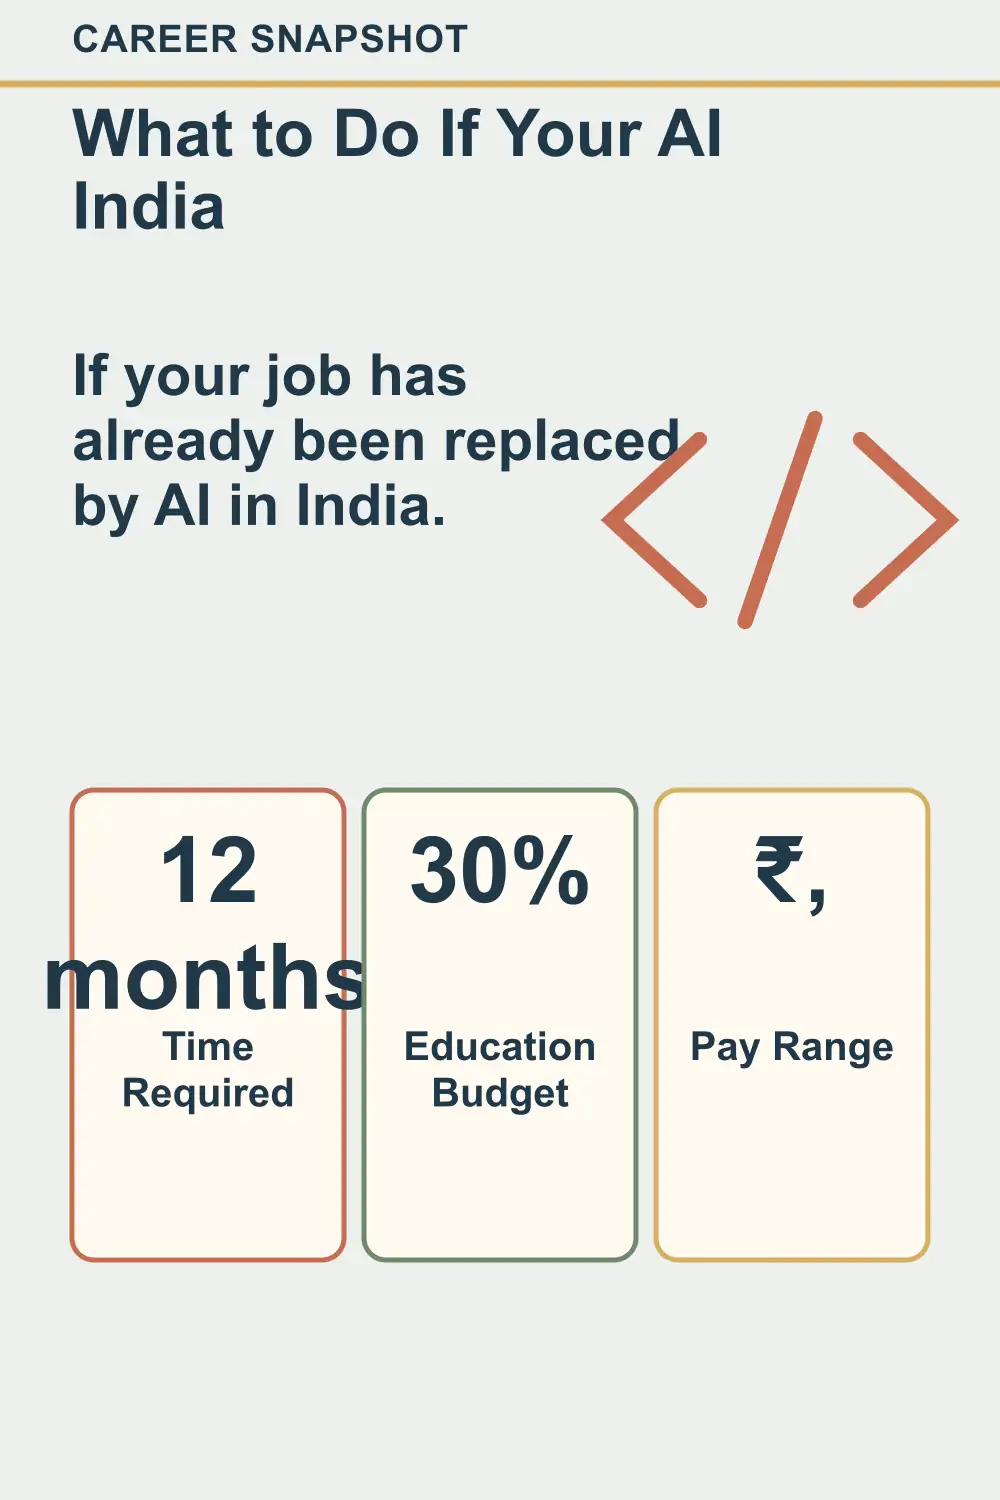 CAREER SNAPSHOT
What to Do If Your AI
India
If your job has
already been replaced
by AI in India.
12
months
Time
Required
30%
Education
Budget
₹,
Pay Range